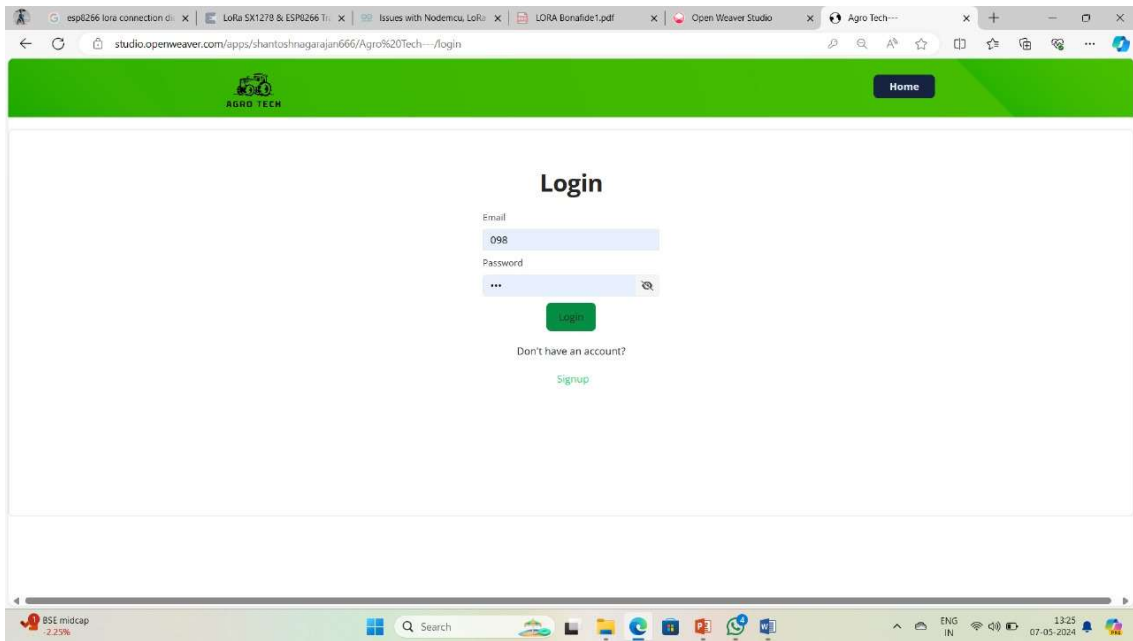 esp8266 lora connection di
LoRa SX1278 & ESP8266 Tr
Issues with Nodemcu, LoRa
LORA Bonafide1.pdf
Open Weaver Studio
Agro Tech---
studio.openweaver.com/apps/shantoshnagarajan666/Agro%20Tech---/login
AGRO TECH
Home
Login
Email
098
Password
•••
Login
Don't have an account?
Signup
BSE midcap
-2.25%
Search
ENG
IN
13:25
07-05-2024